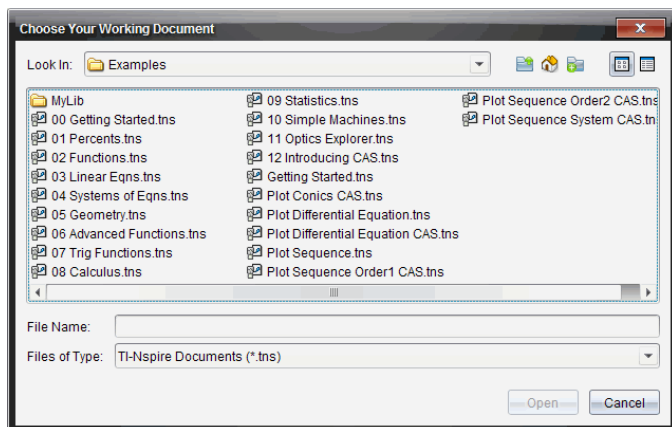 Choose Your Working Document
Look In: Examples
MyLib
00 Getting Started.tns
01 Percents.tns
02 Functions.tns
03 Linear Eqns.tns
04 Systems of Eqns.tns
05 Geometry.tns
06 Advanced Functions.tns
07 Trig Functions.tns
08 Calculus.tns
09 Statistics.tns
10 Simple Machines.tns
11 Optics Explorer.tns
12 Introducing CAS.tns
Getting Started.tns
Plot Conics CAS.tns
Plot Differential Equation.tns
Plot Differential Equation CAS.tns
Plot Sequence.tns
Plot Sequence Order1 CAS.tns
Plot Sequence Order2 CAS.tns
Plot Sequence System CAS.tn
File Name:
Files of Type: TI-Nspire Documents (*.tns)
Open Cancel